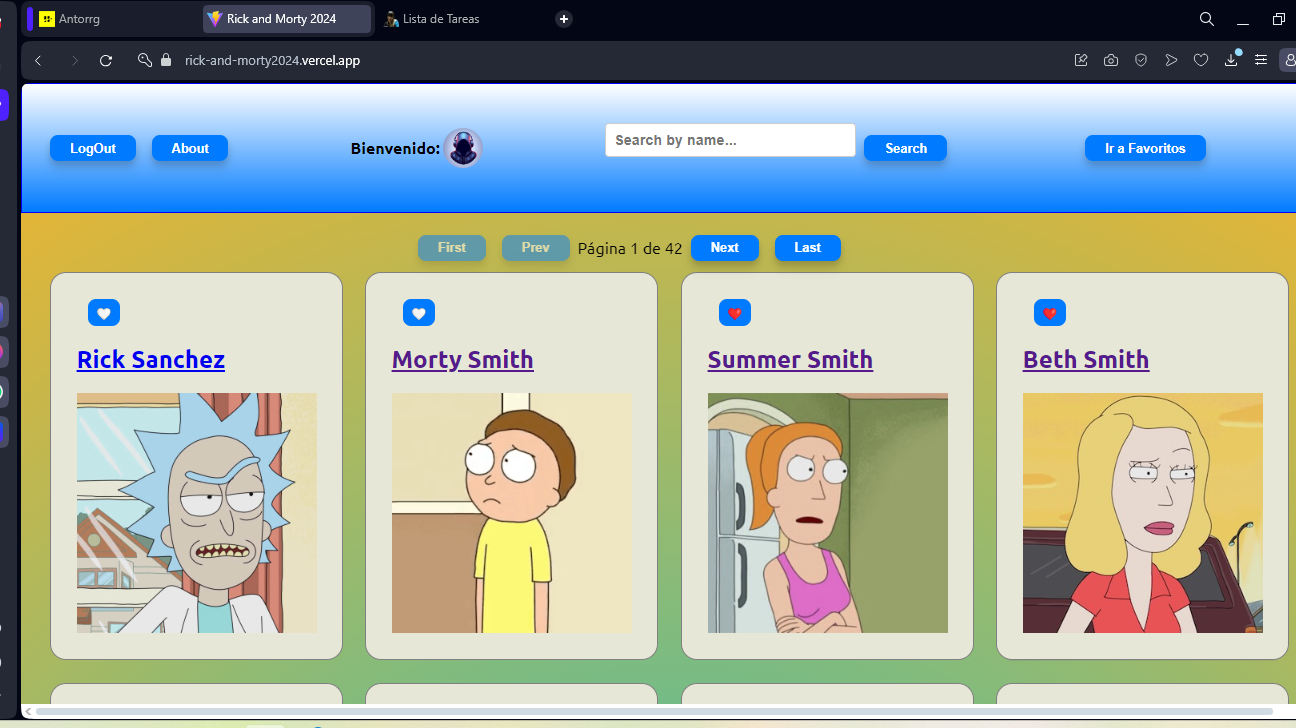 Antorrg
Rick and Morty 2024
Lista de Tareas
rick-and-morty2024.vercel.app
LogOut
About
Bienvenido:
Search by name...
Search
Ir a Favoritos
First
Prev
Página 1 de 42
Next
Last
Rick Sanchez
Morty Smith
Summer Smith
Beth Smith